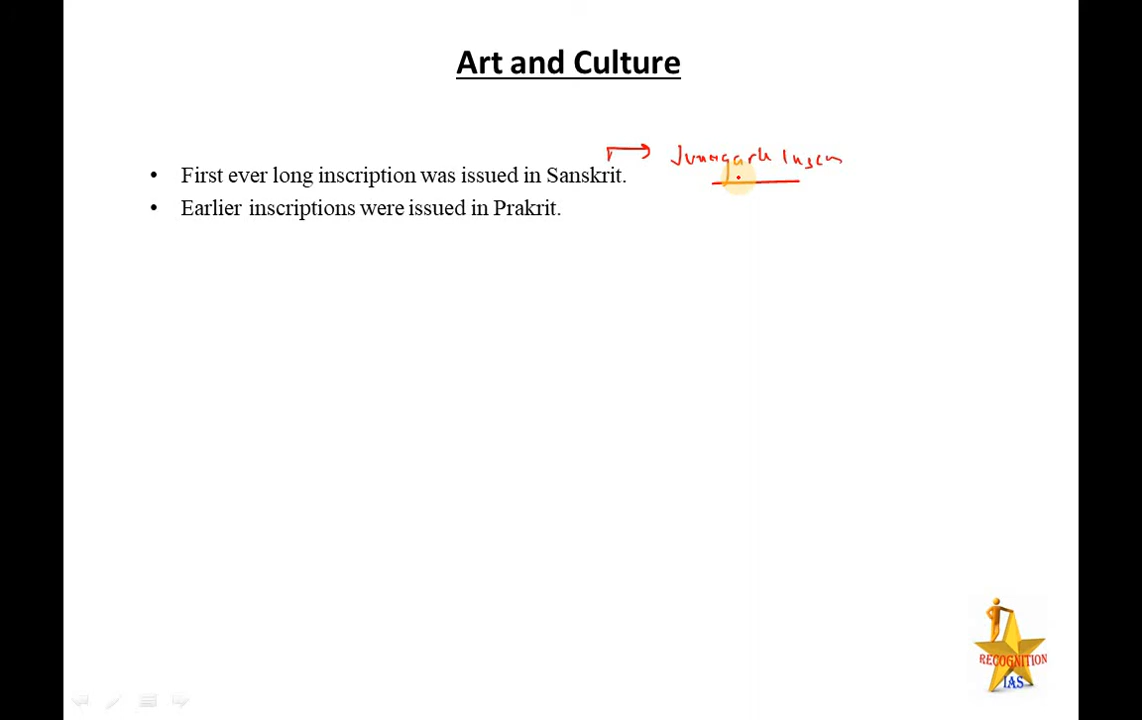 Art and Culture
• First ever long inscription was issued in Sanskrit.
Junagarh Inscn
• Earlier inscriptions were issued in Prakrit.
RECOGNITION
IAS